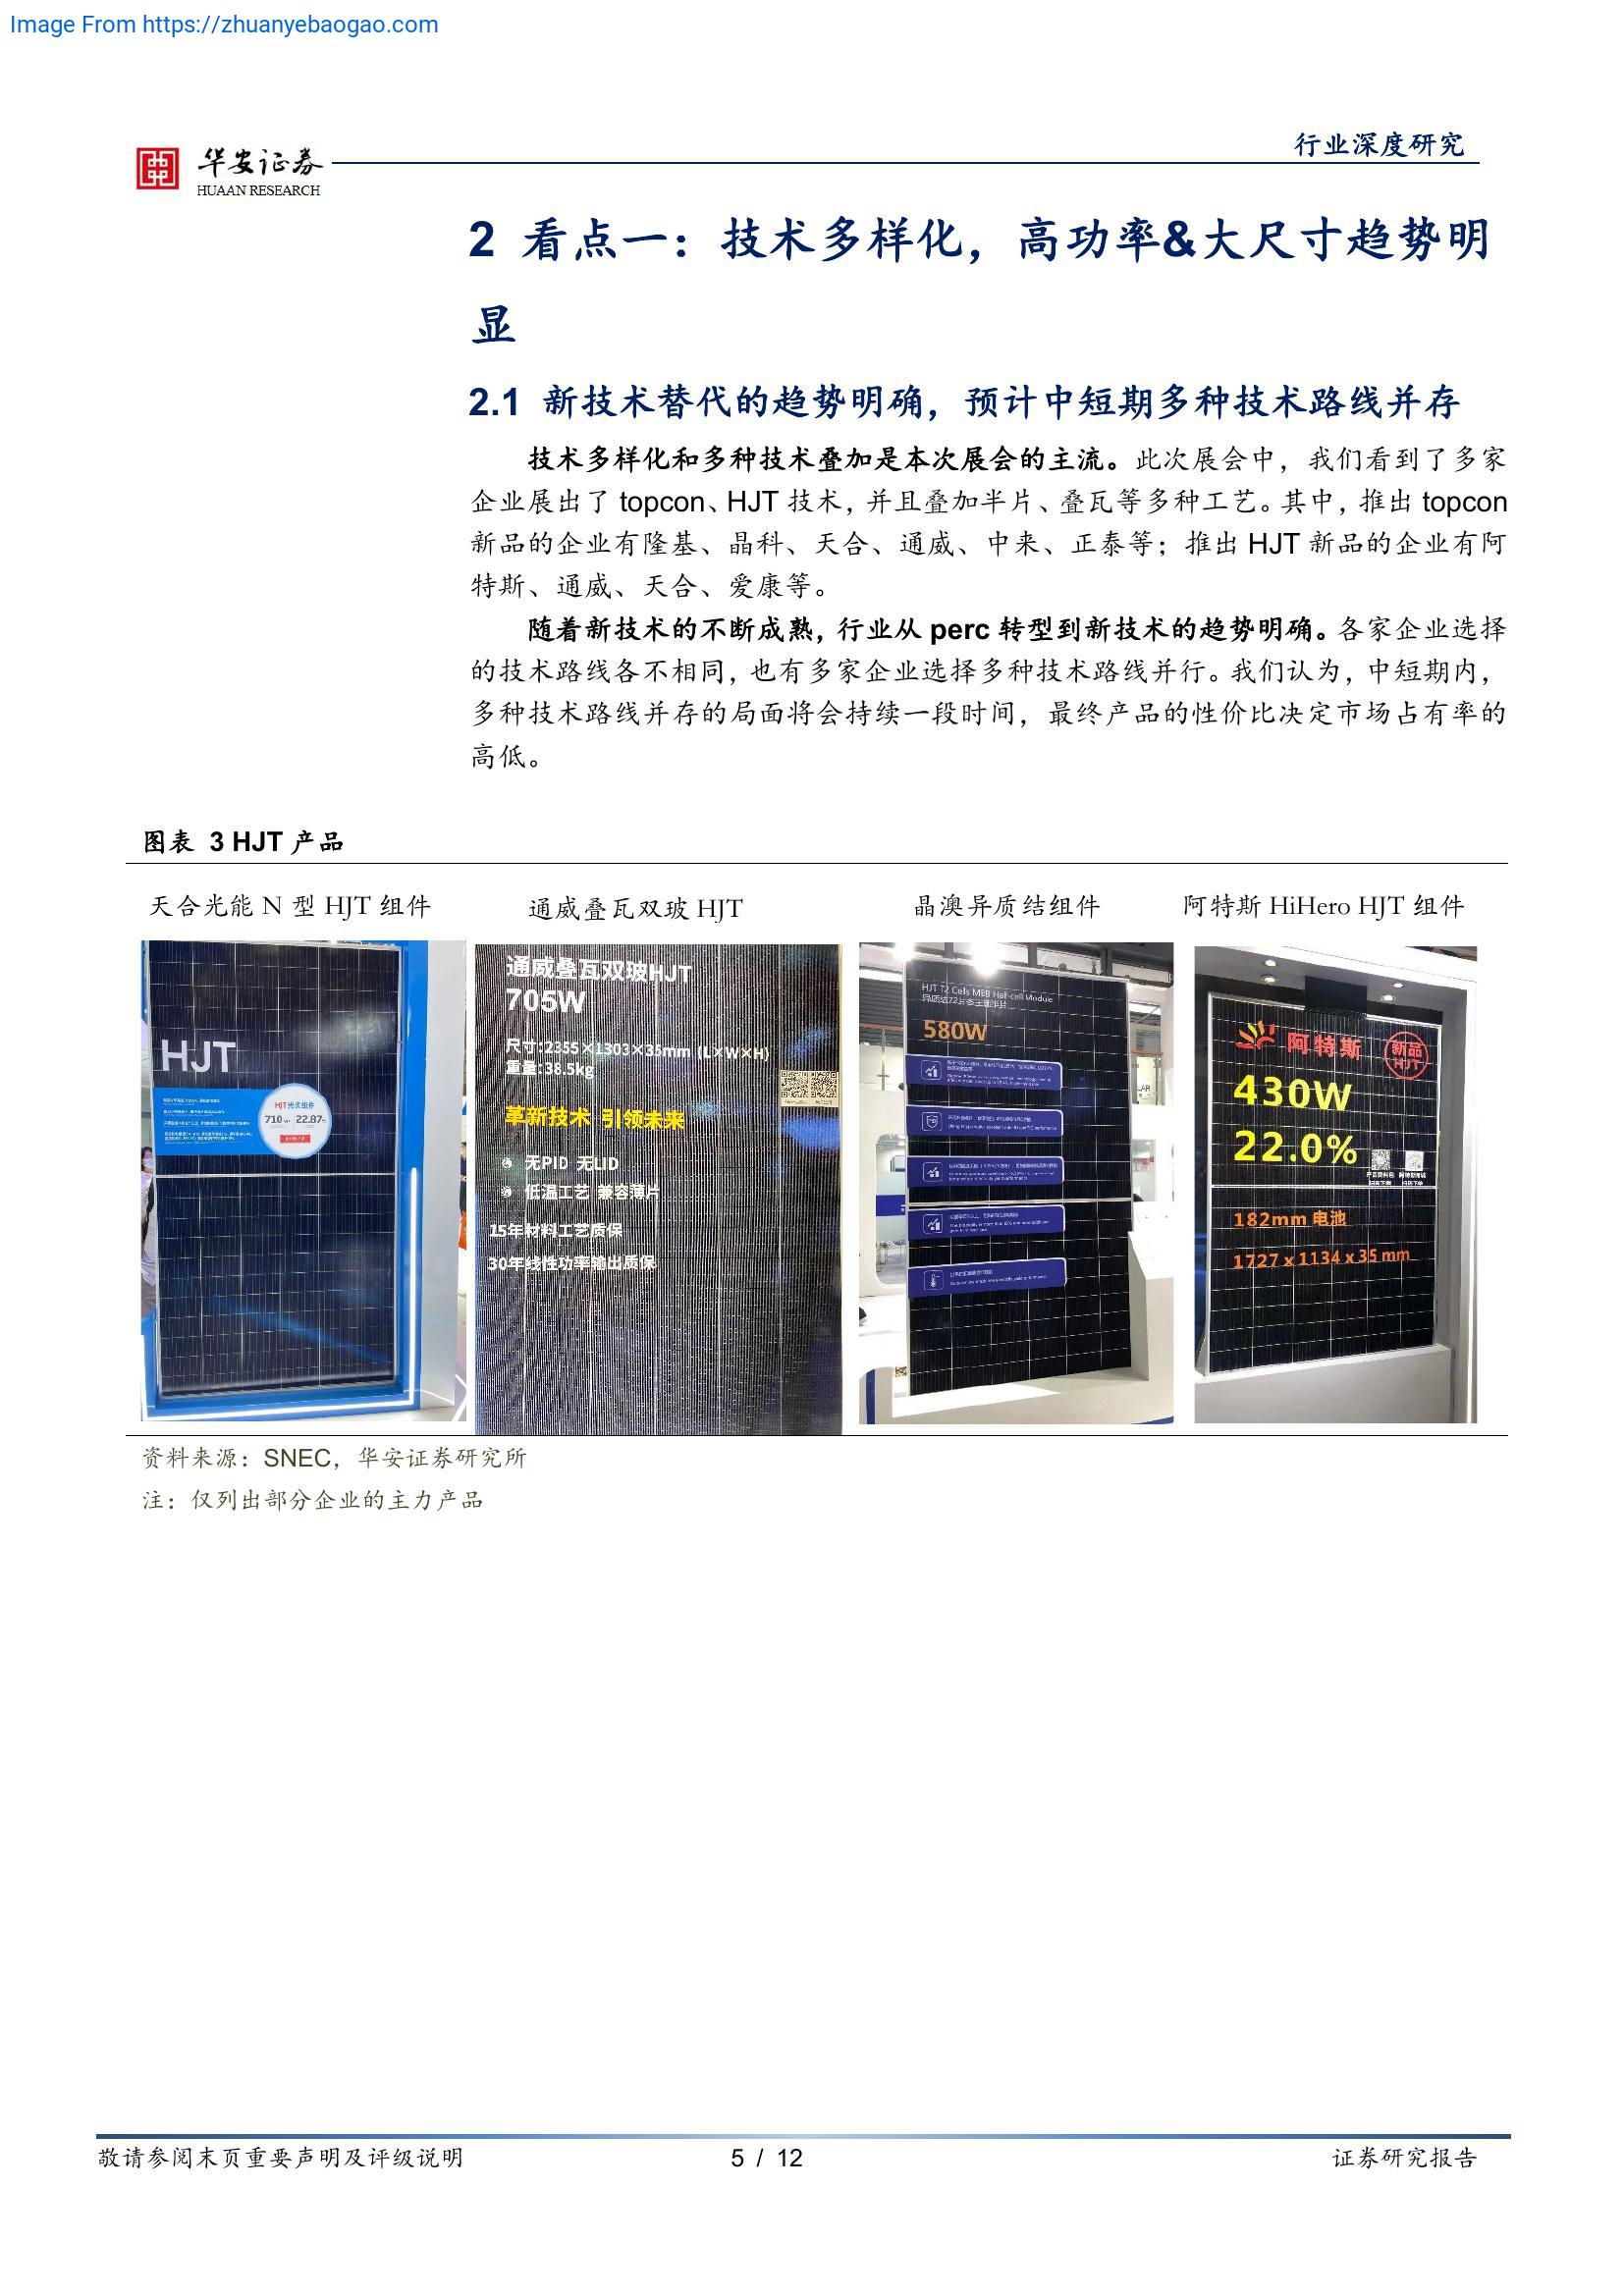 Image From https://zhuanyebaogao.com
华安证券
HUAAN RESEARCH
行业深度研究
2 看点一：技术多样化，高功率&大尺寸趋势明
显
2.1 新技术替代的趋势明确，预计中短期多种技术路线并存
技术多样化和多种技术叠加是本次展会的主流。此次展会中，我们看到了多家
企业展出了 topcon、HJT 技术，并且叠加半片、叠瓦等多种工艺。其中，推出 topcon
新品的企业有隆基、晶科、天合、通威、中来、正泰等；推出 HJT 新品的企业有阿
特斯、通威、天合、爱康等。
随着新技术的不断成熟，行业从 perc 转型到新技术的趋势明确。各家企业选择
的技术路线各不相同，也有多家企业选择多种技术路线并行。我们认为，中短期内，
多种技术路线并存的局面将会持续一段时间，最终产品的性价比决定市场占有率的
高低。
图表 3 HJT 产品
天合光能 N 型 HJT 组件
通威叠瓦双玻 HJT
晶澳异质结组件
阿特斯 HiHero HJT 组件
HJT
HJT光伏组件
710 22.87
通威叠瓦双玻HJT
705W
尺寸:2355×1303×35mm (L×W×H)
重量:38.5kg
革新技术 引领未来
无PID 无LID
低温工艺 兼容薄片
15年材料工艺质保
30年线性功率输出质保
HJT 72 Cells MBB Half-cell Module
异质结72片多主栅半片
580W
阿特斯
新品
HJT
430W
22.0%
182mm 电池
1727 x 1134 x 35 mm
资料来源：SNEC，华安证券研究所
注：仅列出部分企业的主力产品
敬请参阅末页重要声明及评级说明
5 / 12
证券研究报告